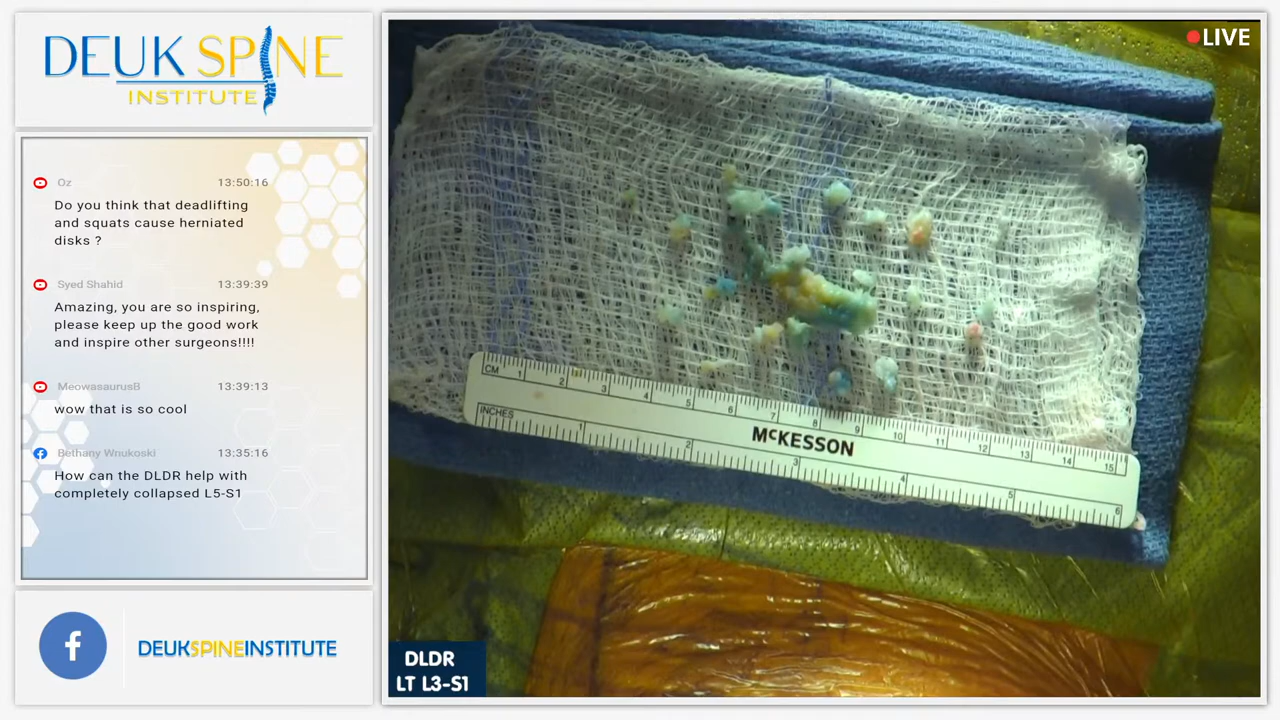 DEUK SPINE
INSTITUTE
Oz 13:50:16
Do you think that deadlifting
and squats cause herniated
disks ?
Syed Shahid 13:39:39
Amazing, you are so inspiring,
please keep up the good work
and inspire other surgeons!!!!
MeowasaurusB 13:39:13
wow that is so cool
Bethany Wnukoski 13:35:16
How can the DLDR help with
completely collapsed L5-S1
f DEUKSPINEINSTITUTE
LIVE
CM 1 2 3 4 5 6 7 8 9 10 11 12 13 14 15
McKESSON
INCHES 1 2 3 4 5 6
DLDR
LT L3-S1